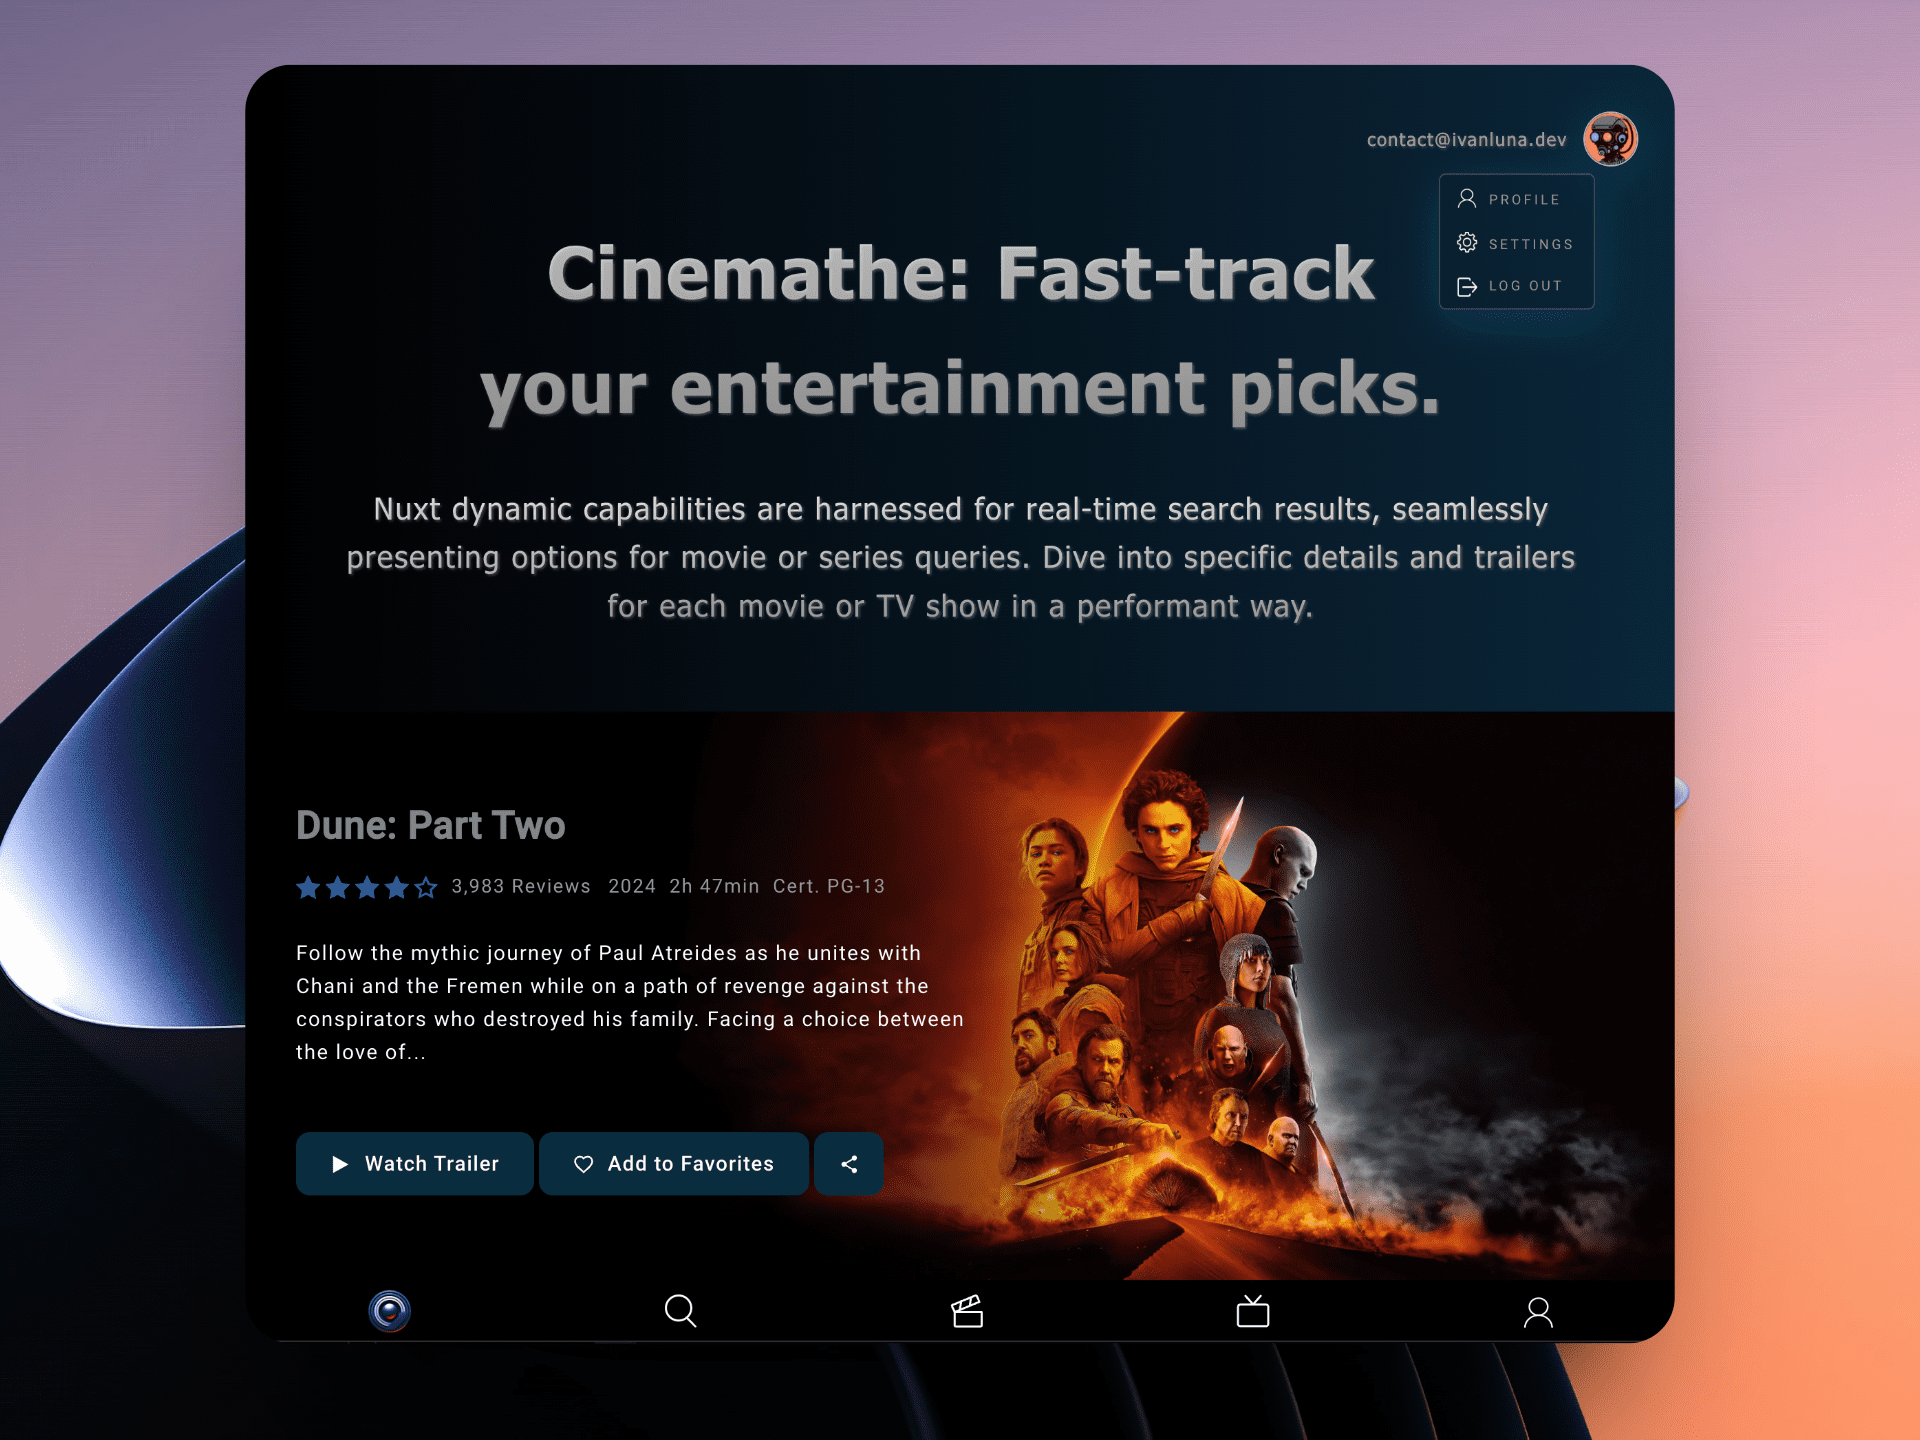 contact@ivanluna.dev
PROFILE
SETTINGS
LOG OUT
Cinemathe: Fast-track
your entertainment picks.
Nuxt dynamic capabilities are harnessed for real-time search results, seamlessly
presenting options for movie or series queries. Dive into specific details and trailers
for each movie or TV show in a performant way.
Dune: Part Two
3,983 Reviews 2024 2h 47min Cert. PG-13
Follow the mythic journey of Paul Atreides as he unites with
Chani and the Fremen while on a path of revenge against the
conspirators who destroyed his family. Facing a choice between
the love of...
Watch Trailer
Add to Favorites